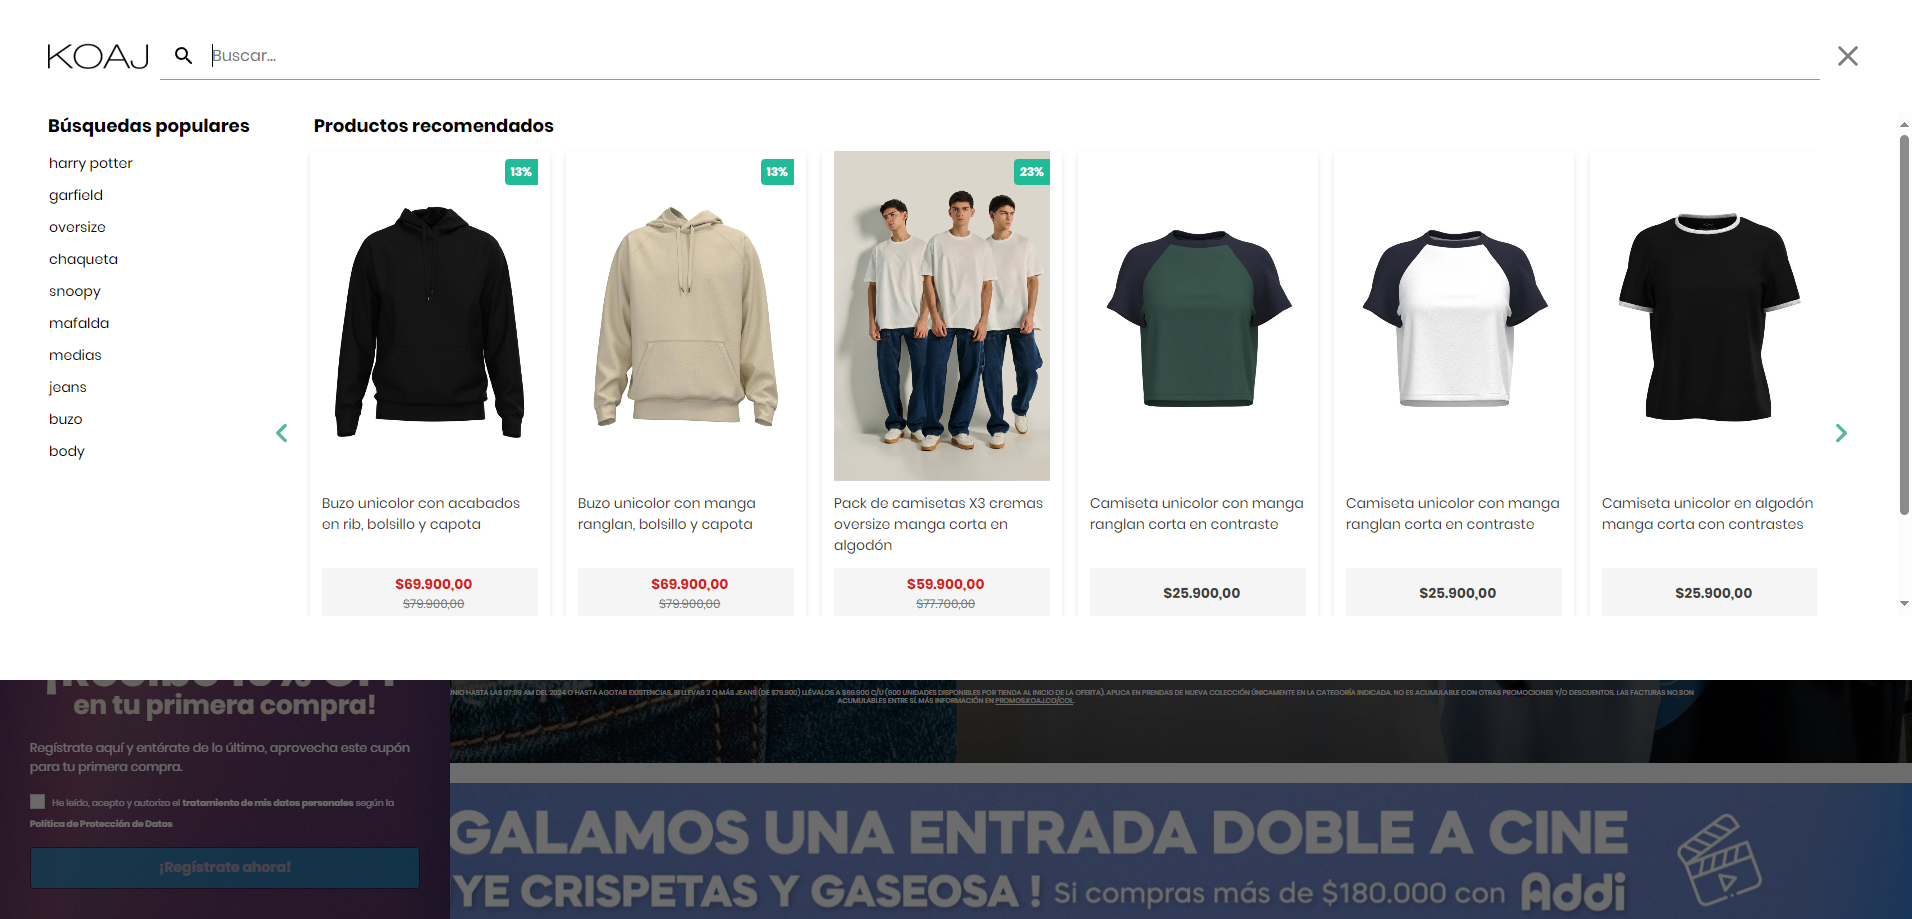 KOAJ
Buscar...
Búsquedas populares
harry potter
garfield
oversize
chaqueta
snoopy
mafalda
medias
jeans
buzo
body
Productos recomendados
13%
Buzo unicolor con acabados
en rib, bolsillo y capota
$69.900,00
$79.900,00
13%
Buzo unicolor con manga
ranglan, bolsillo y capota
$69.900,00
$79.900,00
23%
Pack de camisetas X3 cremas
oversize manga corta en
algodón
$59.900,00
$77.700,00
Camiseta unicolor con manga
ranglan corta en contraste
$25.900,00
Camiseta unicolor con manga
ranglan corta en contraste
$25.900,00
Camiseta unicolor en algodón
manga corta con contrastes
$25.900,00
en tu primera compra!
Regístrate aquí y entérate de lo último, aprovecha este cupón
para tu primera compra.
He leído, acepto y autorizo el tratamiento de mis datos personales según la
Política de Protección de Datos
¡Regístrate ahora!
UNIO HASTA LAS 07:59 AM DEL 2024 O HASTA AGOTAR EXISTENCIAS. SI LLEVAS 2 O MÁS JEANS (DE $79.900) LLÉVALOS A $69.900 C/U (600 UNIDADES DISPONIBLES POR TIENDA AL INICIO DE LA OFERTA). APLICA EN PRENDAS DE NUEVA COLECCIÓN ÚNICAMENTE EN LA CATEGORÍA INDICADA. NO ES ACUMULABLE CON OTRAS PROMOCIONES Y/O DESCUENTOS. LAS FACTURAS NO SON
ACUMULABLES ENTRE SÍ. MÁS INFORMACIÓN EN PROMOS.KOAJ.CO/COL.
GALAMOS UNA ENTRADA DOBLE A CINE
YE CRISPETAS Y GASEOSA ! Si compras más de $180.000 con Addi